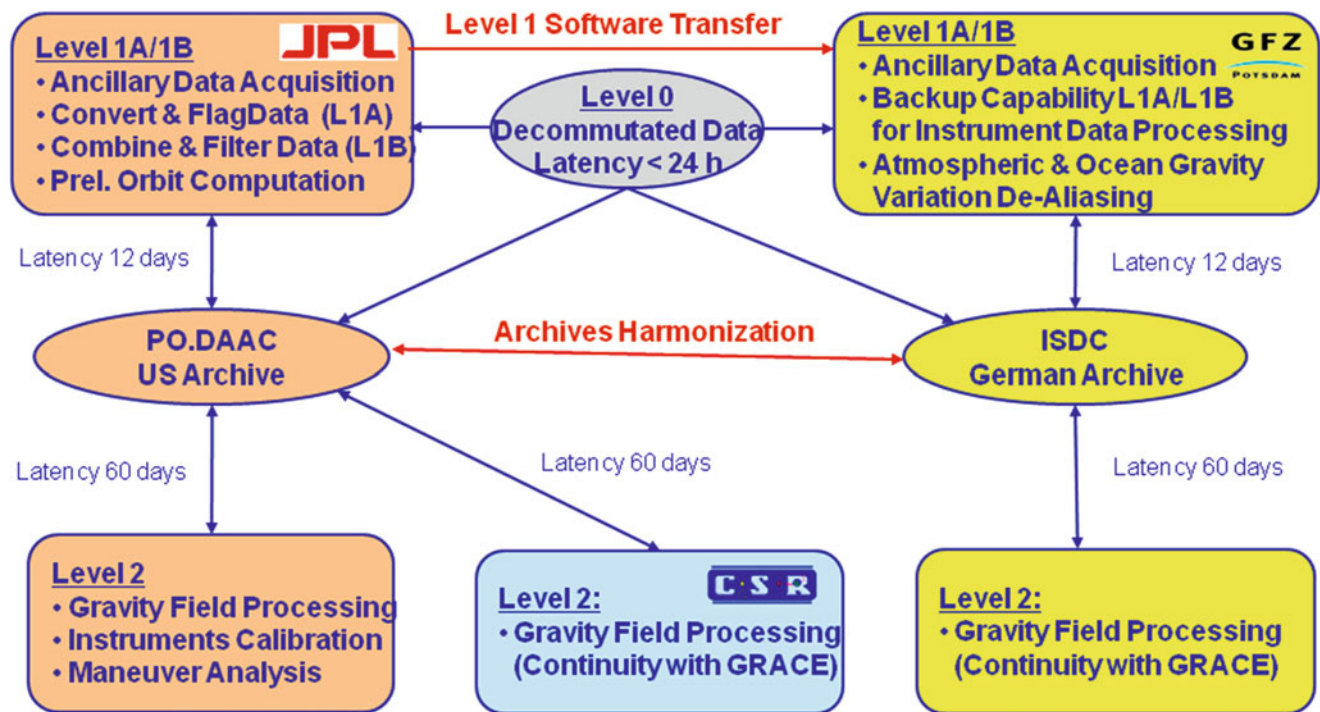 Level 1 Software Transfer
Level 1A/1B
JPL
• Ancillary Data Acquisition
• Convert & FlagData (L1A)
• Combine & Filter Data (L1B)
• Prel. Orbit Computation
Level 0
Decommutated Data
Latency < 24 h
Level 1A/1B
GFZ
POTSDAM
• Ancillary Data Acquisition
• Backup Capability L1A/L1B
for Instrument Data Processing
• Atmospheric & Ocean Gravity
Variation De-Aliasing
Latency 12 days
Latency 12 days
PO.DAAC
US Archive
Archives Harmonization
ISDC
German Archive
Latency 60 days
Latency 60 days
Latency 60 days
Level 2
• Gravity Field Processing
• Instruments Calibration
• Maneuver Analysis
C·S·R
Level 2:
• Gravity Field Processing
(Continuity with GRACE)
Level 2:
• Gravity Field Processing
(Continuity with GRACE)